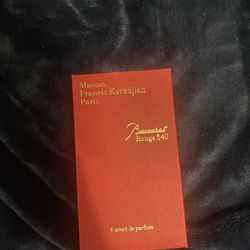 Maison
Francis Kurkdjian
Paris
Baccarat
Rouge 540
Extrait de parfum